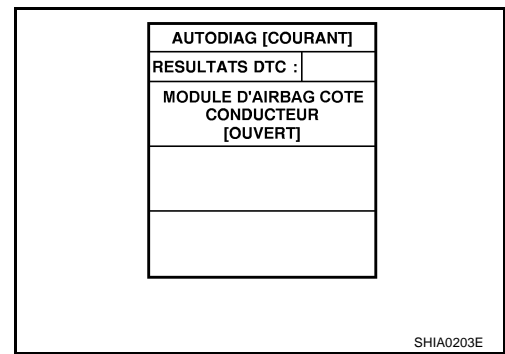 AUTODIAG [COURANT]
RESULTATS DTC :
MODULE D'AIRBAG COTE
CONDUCTEUR
[OUVERT]
SHIA0203E